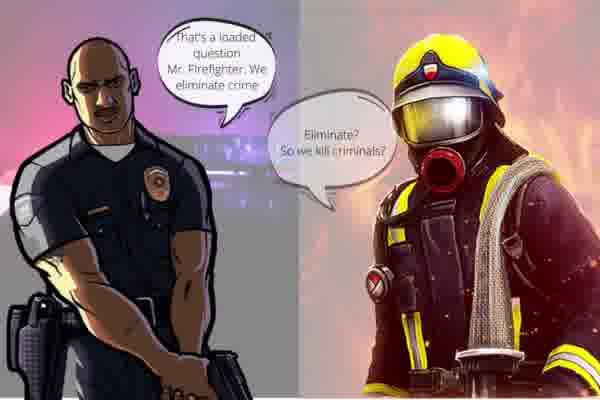 That's a loaded
question
Mr. Firefighter. We
eliminate crime
Eliminate?
So we kill criminals?